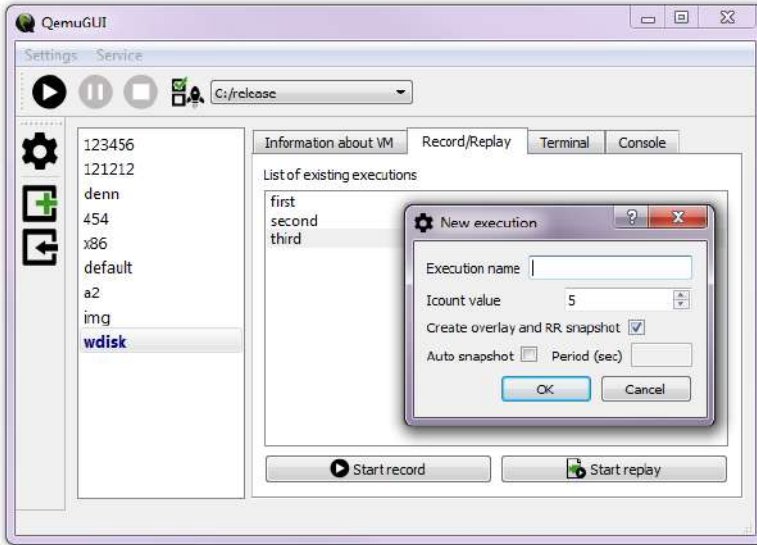 QemuGUI
Settings Service
C:/release
123456
121212
denn
454
x86
default
a2
img
wdisk
Information about VM Record/Replay Terminal Console
List of existing executions
first
second
third
New execution
Execution name
Icount value 5
Create overlay and RR snapshot
Auto snapshot Period (sec)
OK Cancel
Start record Start replay